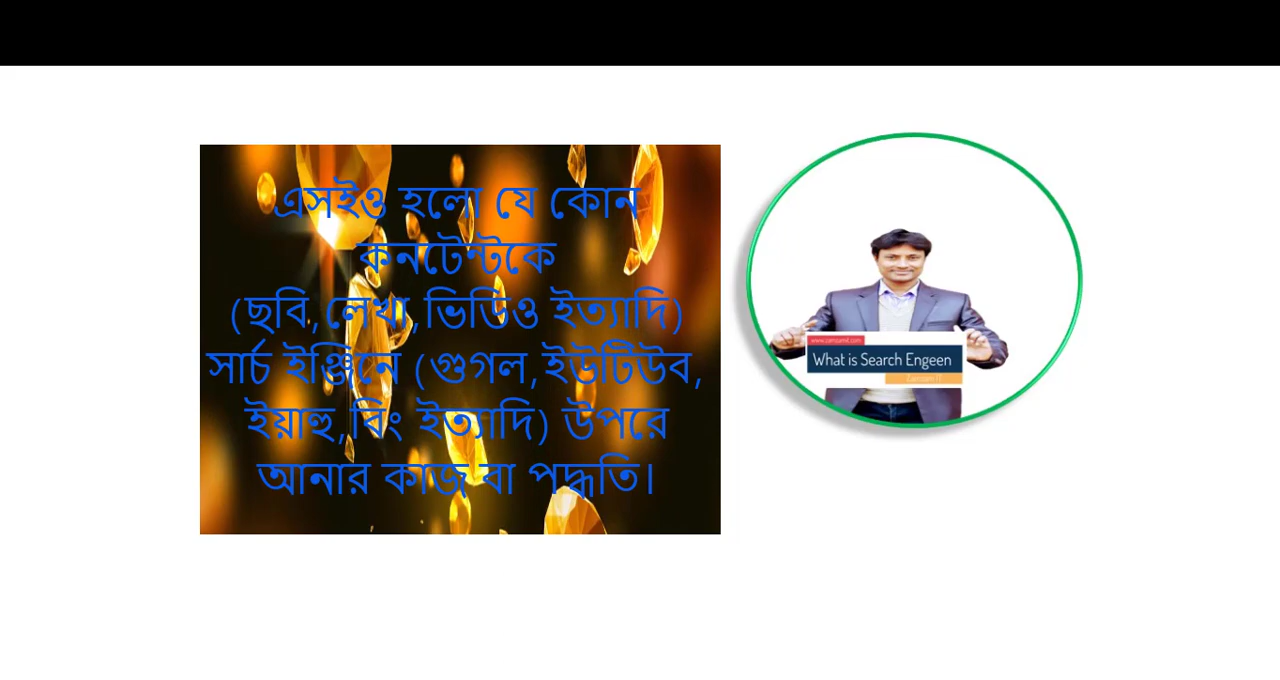 এসইও হলো যে কোন
কনটেন্টকে
(ছবি,লেখা,ভিডিও ইত্যাদি)
সার্চ ইঞ্জিনে (গুগল,ইউটিউব,
ইয়াহু,বিং ইত্যাদি) উপরে
আনার কাজ বা পদ্ধতি।
What is Search Engeen